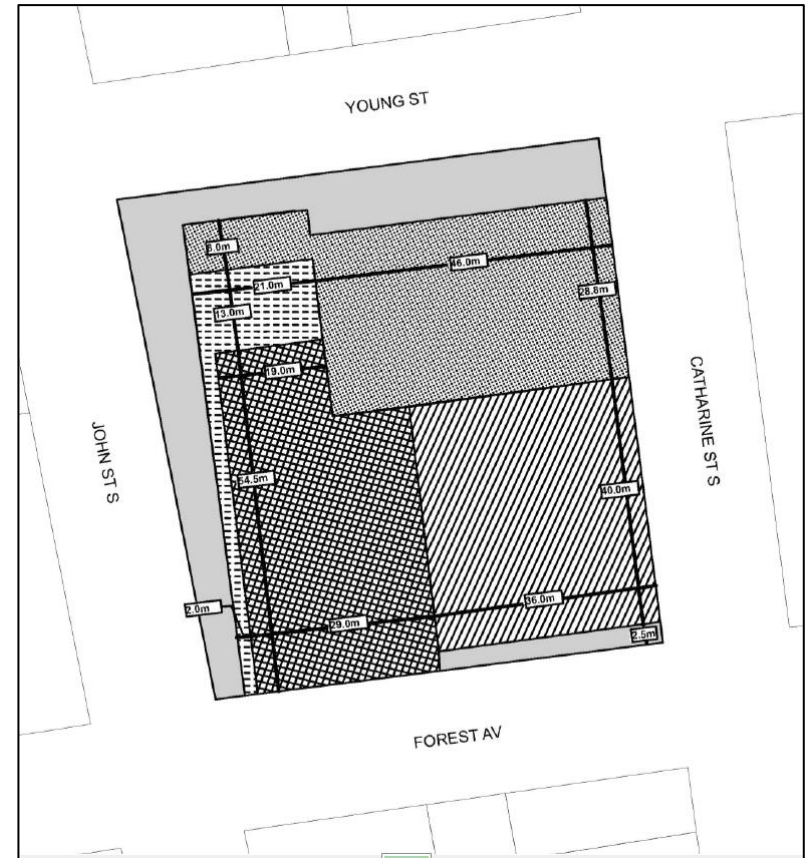 YOUNG ST
8.0m
46.0m
21.0m
28.8m
13.0m
19.0m
CATHARINE ST S
JOHN ST S
54.5m
40.0m
2.0m
36.0m
29.0m
2.5m
FOREST AV